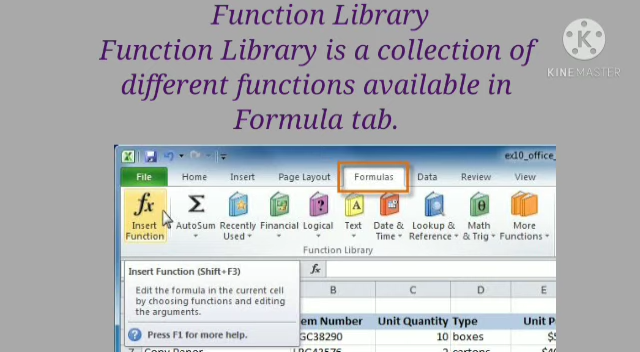 Function Library
Function Library is a collection of
different functions available in
Formula tab.
KINEMASTER
ex10_office_
File Home Insert Page Layout Formulas Data Review View
Insert Function
AutoSum
Recently Used
Financial
Logical
Text
Date & Time
Lookup & Reference
Math & Trig
More Functions
Function Library
fx
Insert Function (Shift+F3)
Edit the formula in the current cell
by choosing functions and editing
the arguments.
Press F1 for more help.
B C D E
em Number Unit Quantity Type Unit P
GC38290 10 boxes